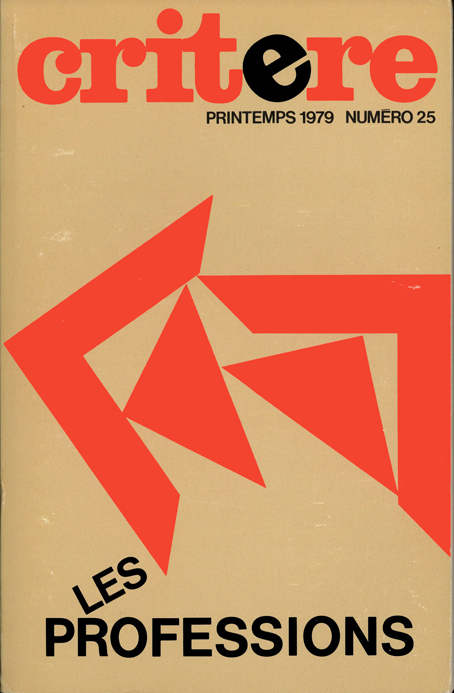 critere
PRINTEMPS 1979 NUMÉRO 25
LES
PROFESSIONS